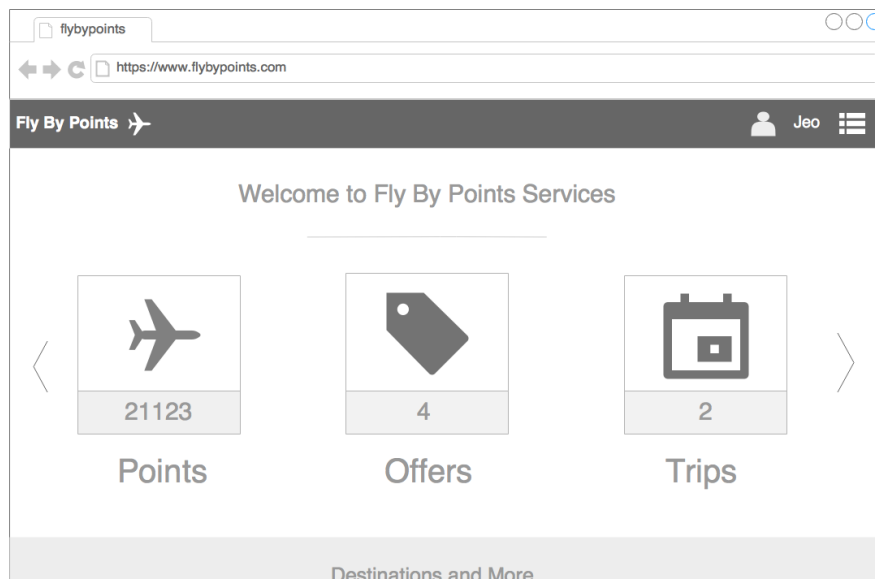 flybypoints
https://www.flybypoints.com
Fly By Points
Jeo
Welcome to Fly By Points Services
21123
4
2
Points
Offers
Trips
Destinations and More